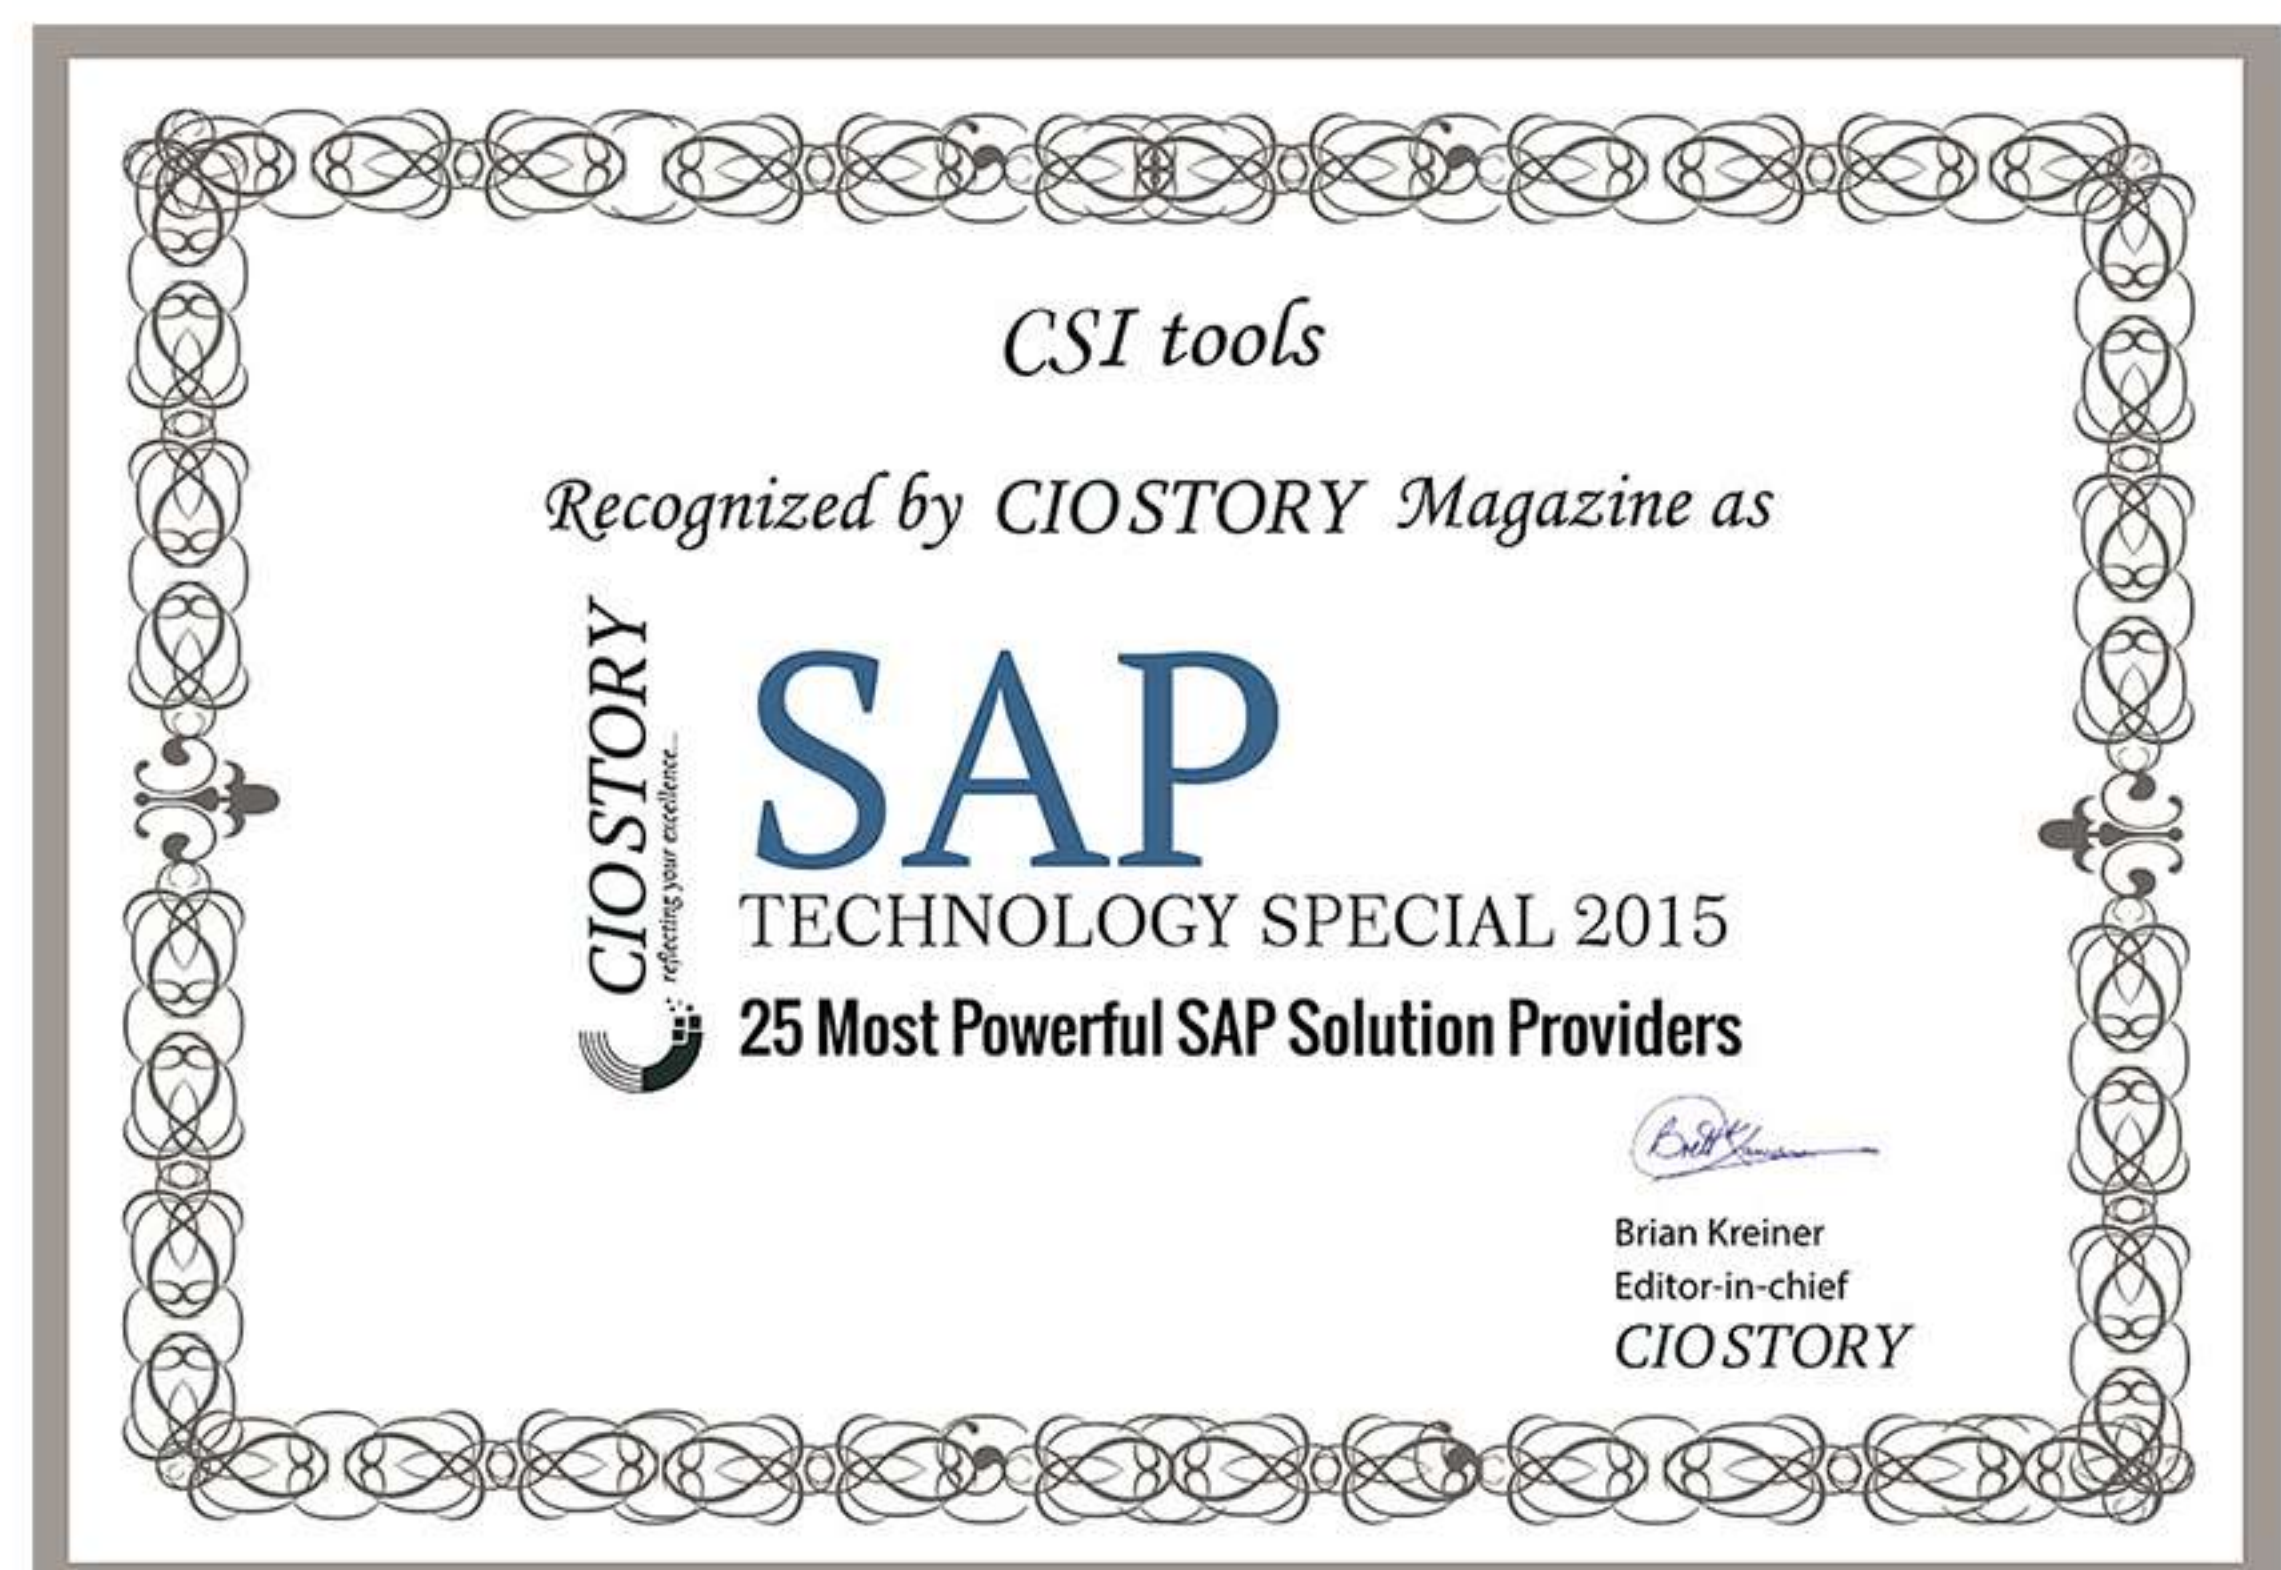 CSI tools
Recognized by CIOSTORY Magazine as
CIOSTORY
reflecting your excellence...
SAP
TECHNOLOGY SPECIAL 2015
25 Most Powerful SAP Solution Providers
Brian Kreiner
Editor-in-chief
CIOSTORY